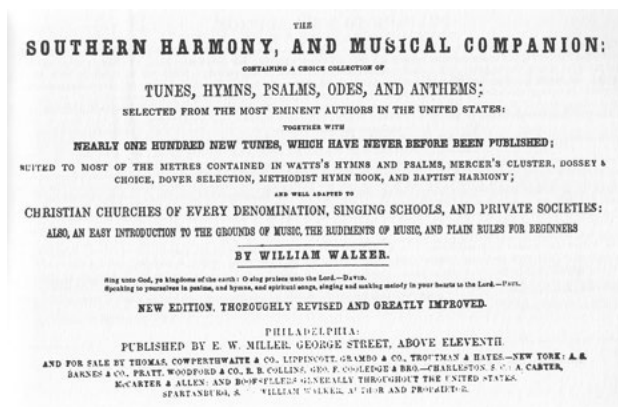 THE
SOUTHERN HARMONY, AND MUSICAL COMPANION:
CONTAINING A CHOICE COLLECTION OF
TUNES, HYMNS, PSALMS, ODES, AND ANTHEMS;
SELECTED FROM THE MOST EMINENT AUTHORS IN THE UNITED STATES:
TOGETHER WITH
NEARLY ONE HUNDRED NEW TUNES, WHICH HAVE NEVER BEFORE BEEN PUBLISHED;
SUITED TO MOST OF THE METRES CONTAINED IN WATTS'S HYMNS AND PSALMS, MERCER'S CLUSTER, DOSSEY'S
CHOICE, DOVER SELECTION, METHODIST HYMN BOOK, AND BAPTIST HARMONY;
AND WELL ADAPTED TO
CHRISTIAN CHURCHES OF EVERY DENOMINATION, SINGING SCHOOLS, AND PRIVATE SOCIETIES:
ALSO, AN EASY INTRODUCTION TO THE GROUNDS OF MUSIC, THE RUDIMENTS OF MUSIC, AND PLAIN RULES FOR BEGINNERS
BY WILLIAM WALKER.
Sing unto God, ye kingdoms of the earth: O sing praises unto the Lord.—DAVID.
Speaking to yourselves in psalms, and hymns, and spiritual songs, singing and making melody in your hearts to the Lord.—PAUL.
NEW EDITION, THOROUGHLY REVISED AND GREATLY IMPROVED.
PHILADELPHIA:
PUBLISHED BY E. W. MILLER, GEORGE STREET, ABOVE ELEVENTH.
AND FOR SALE BY THOMAS, COWPERTHWAITE & CO., LIPPINCOTT, GRAMBO & CO., TROUTMAN & HAYES.—NEW YORK: A. S.
BARNES & CO., PRATT, WOODFORD & CO., R. B. COLLINS, GEO. F. COOLEDGE & BRO.—CHARLESTON, S. C.: A. CARTER,
McCARTER & ALLEN: AND BOOKSELLERS GENERALLY THROUGHOUT THE UNITED STATES.
SPARTANBURG, S. WILLIAM WALKER, AUTHOR AND PROPRIETOR.